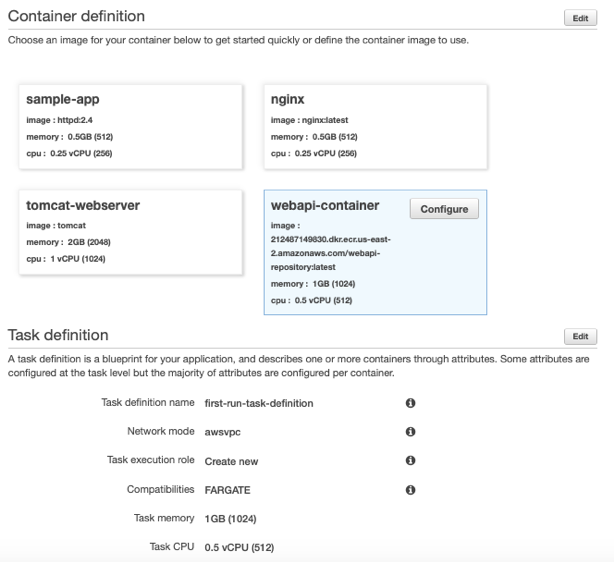 Container definition
Edit
Choose an image for your container below to get started quickly or define the container image to use.
sample-app
image : httpd:2.4
memory : 0.5GB (512)
cpu : 0.25 vCPU (256)
nginx
image : nginx:latest
memory : 0.5GB (512)
cpu : 0.25 vCPU (256)
tomcat-webserver
image : tomcat
memory : 2GB (2048)
cpu : 1 vCPU (1024)
webapi-container
Configure
image :
212487149830.dkr.ecr.us-east-
2.amazonaws.com/webapi-
repository:latest
memory : 1GB (1024)
cpu : 0.5 vCPU (512)
Task definition
Edit
A task definition is a blueprint for your application, and describes one or more containers through attributes. Some attributes are
configured at the task level but the majority of attributes are configured per container.
Task definition name first-run-task-definition
Network mode awsvpc
Task execution role Create new
Compatibilities FARGATE
Task memory 1GB (1024)
Task CPU 0.5 vCPU (512)